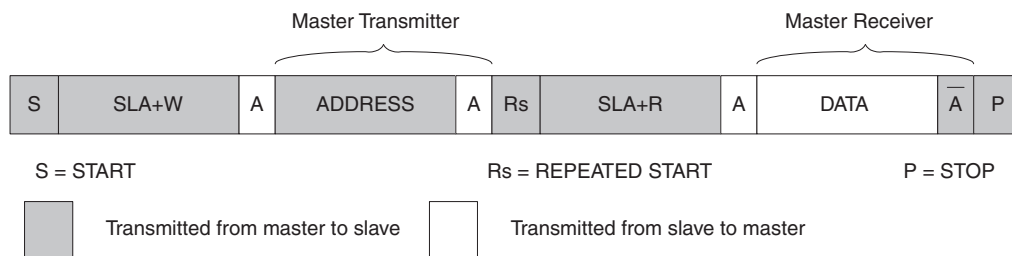 Master Transmitter Master Receiver
S SLA+W A ADDRESS A Rs SLA+R A DATA A̅ P
S = START Rs = REPEATED START P = STOP
Transmitted from master to slave Transmitted from slave to master